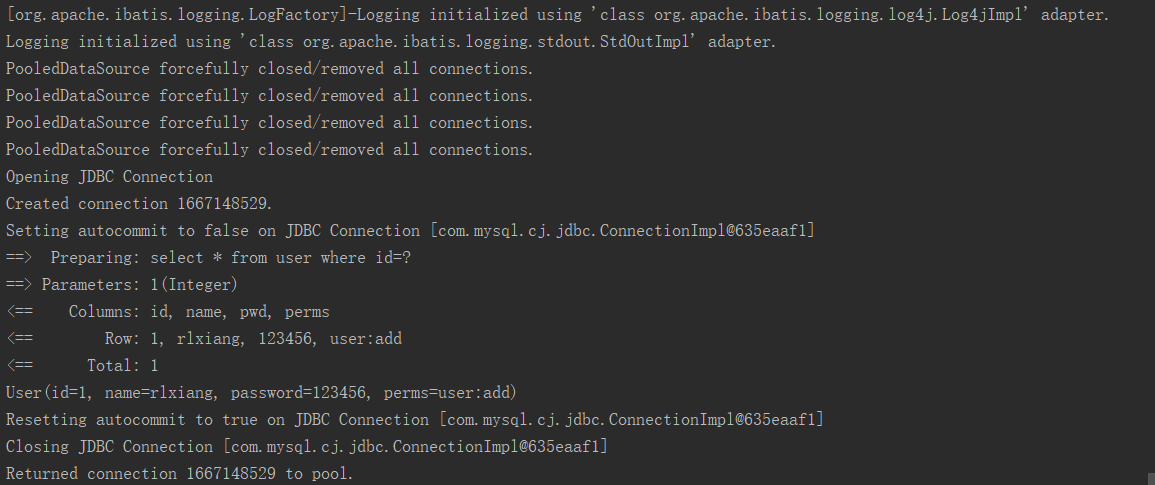 [org.apache.ibatis.logging.LogFactory]-Logging initialized using 'class org.apache.ibatis.logging.log4j.Log4jImpl' adapter.
Logging initialized using 'class org.apache.ibatis.logging.stdout.StdOutImpl' adapter.
PooledDataSource forcefully closed/removed all connections.
PooledDataSource forcefully closed/removed all connections.
PooledDataSource forcefully closed/removed all connections.
PooledDataSource forcefully closed/removed all connections.
Opening JDBC Connection
Created connection 1667148529.
Setting autocommit to false on JDBC Connection [com.mysql.cj.jdbc.ConnectionImpl@635eaaf1]
==>  Preparing: select * from user where id=?
==> Parameters: 1(Integer)
<==    Columns: id, name, pwd, perms
<==        Row: 1, rlxiang, 123456, user:add
<==      Total: 1
User(id=1, name=rlxiang, password=123456, perms=user:add)
Resetting autocommit to true on JDBC Connection [com.mysql.cj.jdbc.ConnectionImpl@635eaaf1]
Closing JDBC Connection [com.mysql.cj.jdbc.ConnectionImpl@635eaaf1]
Returned connection 1667148529 to pool.